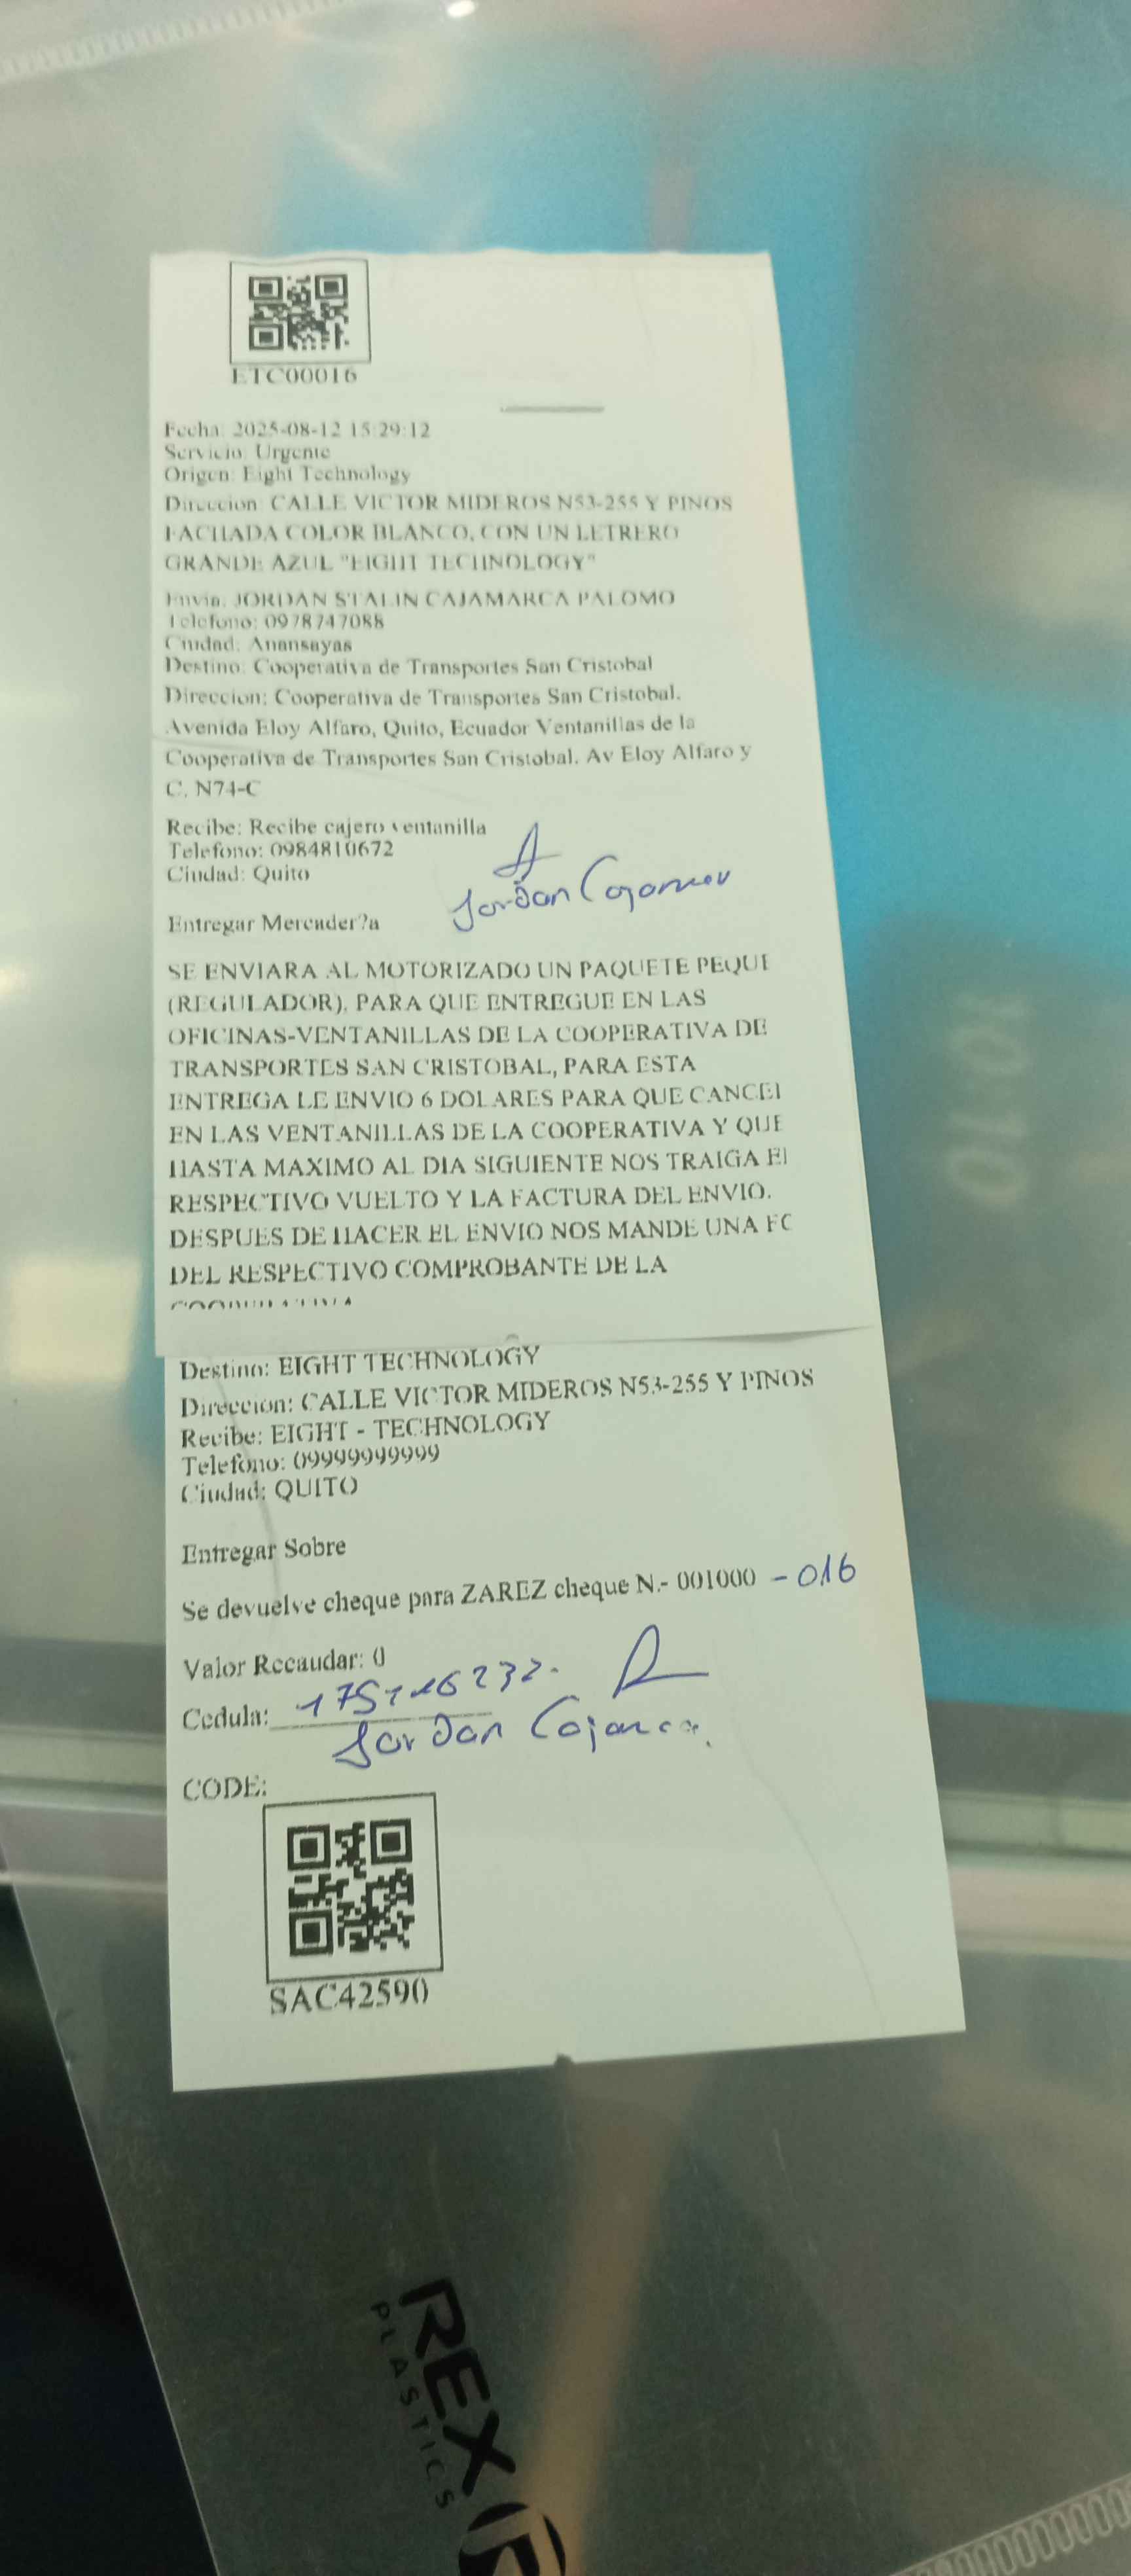 ETC00016
Fecha: 2025-08-12 15:29:12
Servicio: Urgente
Origen: Eight Technology
Direccion: CALLE VICTOR MIDEROS N53-255 Y PINOS
FACHADA COLOR BLANCO, CON UN LETRERO
GRANDE AZUL "EIGHT TECHNOLOGY"
Envia: JORDAN STALIN CAJAMARCA PALOMO
Telefono: 0978747088
Ciudad: Anansayas
Destino: Cooperativa de Transportes San Cristobal
Direccion: Cooperativa de Transportes San Cristobal,
Avenida Eloy Alfaro, Quito, Ecuador Ventanillas de la
Cooperativa de Transportes San Cristobal. Av Eloy Alfaro y
C. N74-C
Recibe: Recibe cajero ventanilla
Telefono: 0984810672
Ciudad: Quito
Jordan
Entregar Mercader?a
SE ENVIARA AL MOTORIZADO UN PAQUETE PEQUE
(REGULADOR), PARA QUE ENTREGUE EN LAS
OFICINAS-VENTANILLAS DE LA COOPERATIVA DE
TRANSPORTES SAN CRISTOBAL, PARA ESTA
ENTREGA LE ENVIO 6 DOLARES PARA QUE CANCEL
EN LAS VENTANILLAS DE LA COOPERATIVA Y QUE
HASTA MAXIMO AL DIA SIGUIENTE NOS TRAIGA EL
RESPECTIVO VUELTO Y LA FACTURA DEL ENVIO.
DESPUES DE HACER EL ENVIO NOS MANDE UNA FO
DEL RESPECTIVO COMPROBANTE DE LA
COOPERATIVA
Destino: EIGHT TECHNOLOGY
Direccion: CALLE VICTOR MIDEROS N53-255 Y PINOS
Recibe: EIGHT - TECHNOLOGY
Telefono: 09999999999
Ciudad: QUITO
Entregar Sobre
Se devuelve cheque para ZAREZ cheque N.- 001000 - 016
Valor Recaudar: 0
Cedula:
Jordan
CODE:
SAC42590
REX
PLASTICS